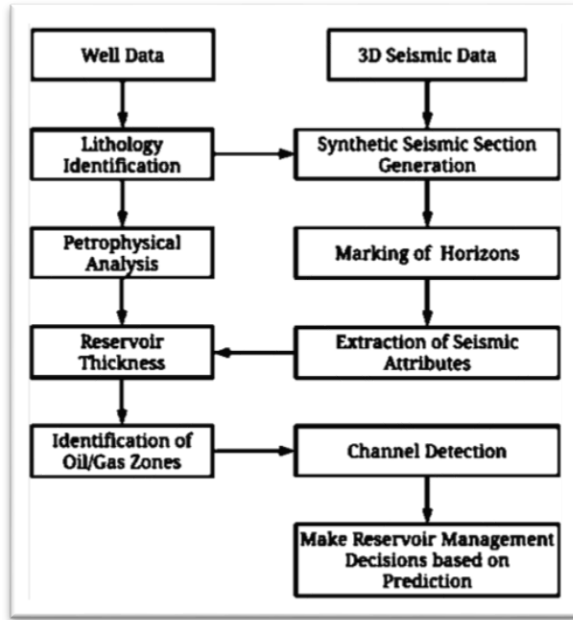 Well Data
3D Seismic Data
Lithology
Identification
Synthetic Seismic Section
Generation
Petrophysical
Analysis
Marking of Horizons
Reservoir
Thickness
Extraction of Seismic
Attributes
Identification of
Oil/Gas Zones
Channel Detection
Make Reservoir Management
Decisions based on
Prediction